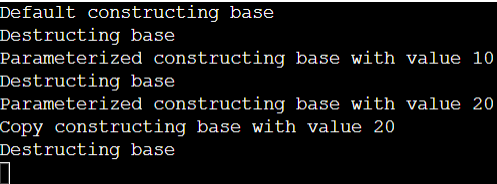 Default constructing base
Destructing base
Parameterized constructing base with value 10
Destructing base
Parameterized constructing base with value 20
Copy constructing base with value 20
Destructing base